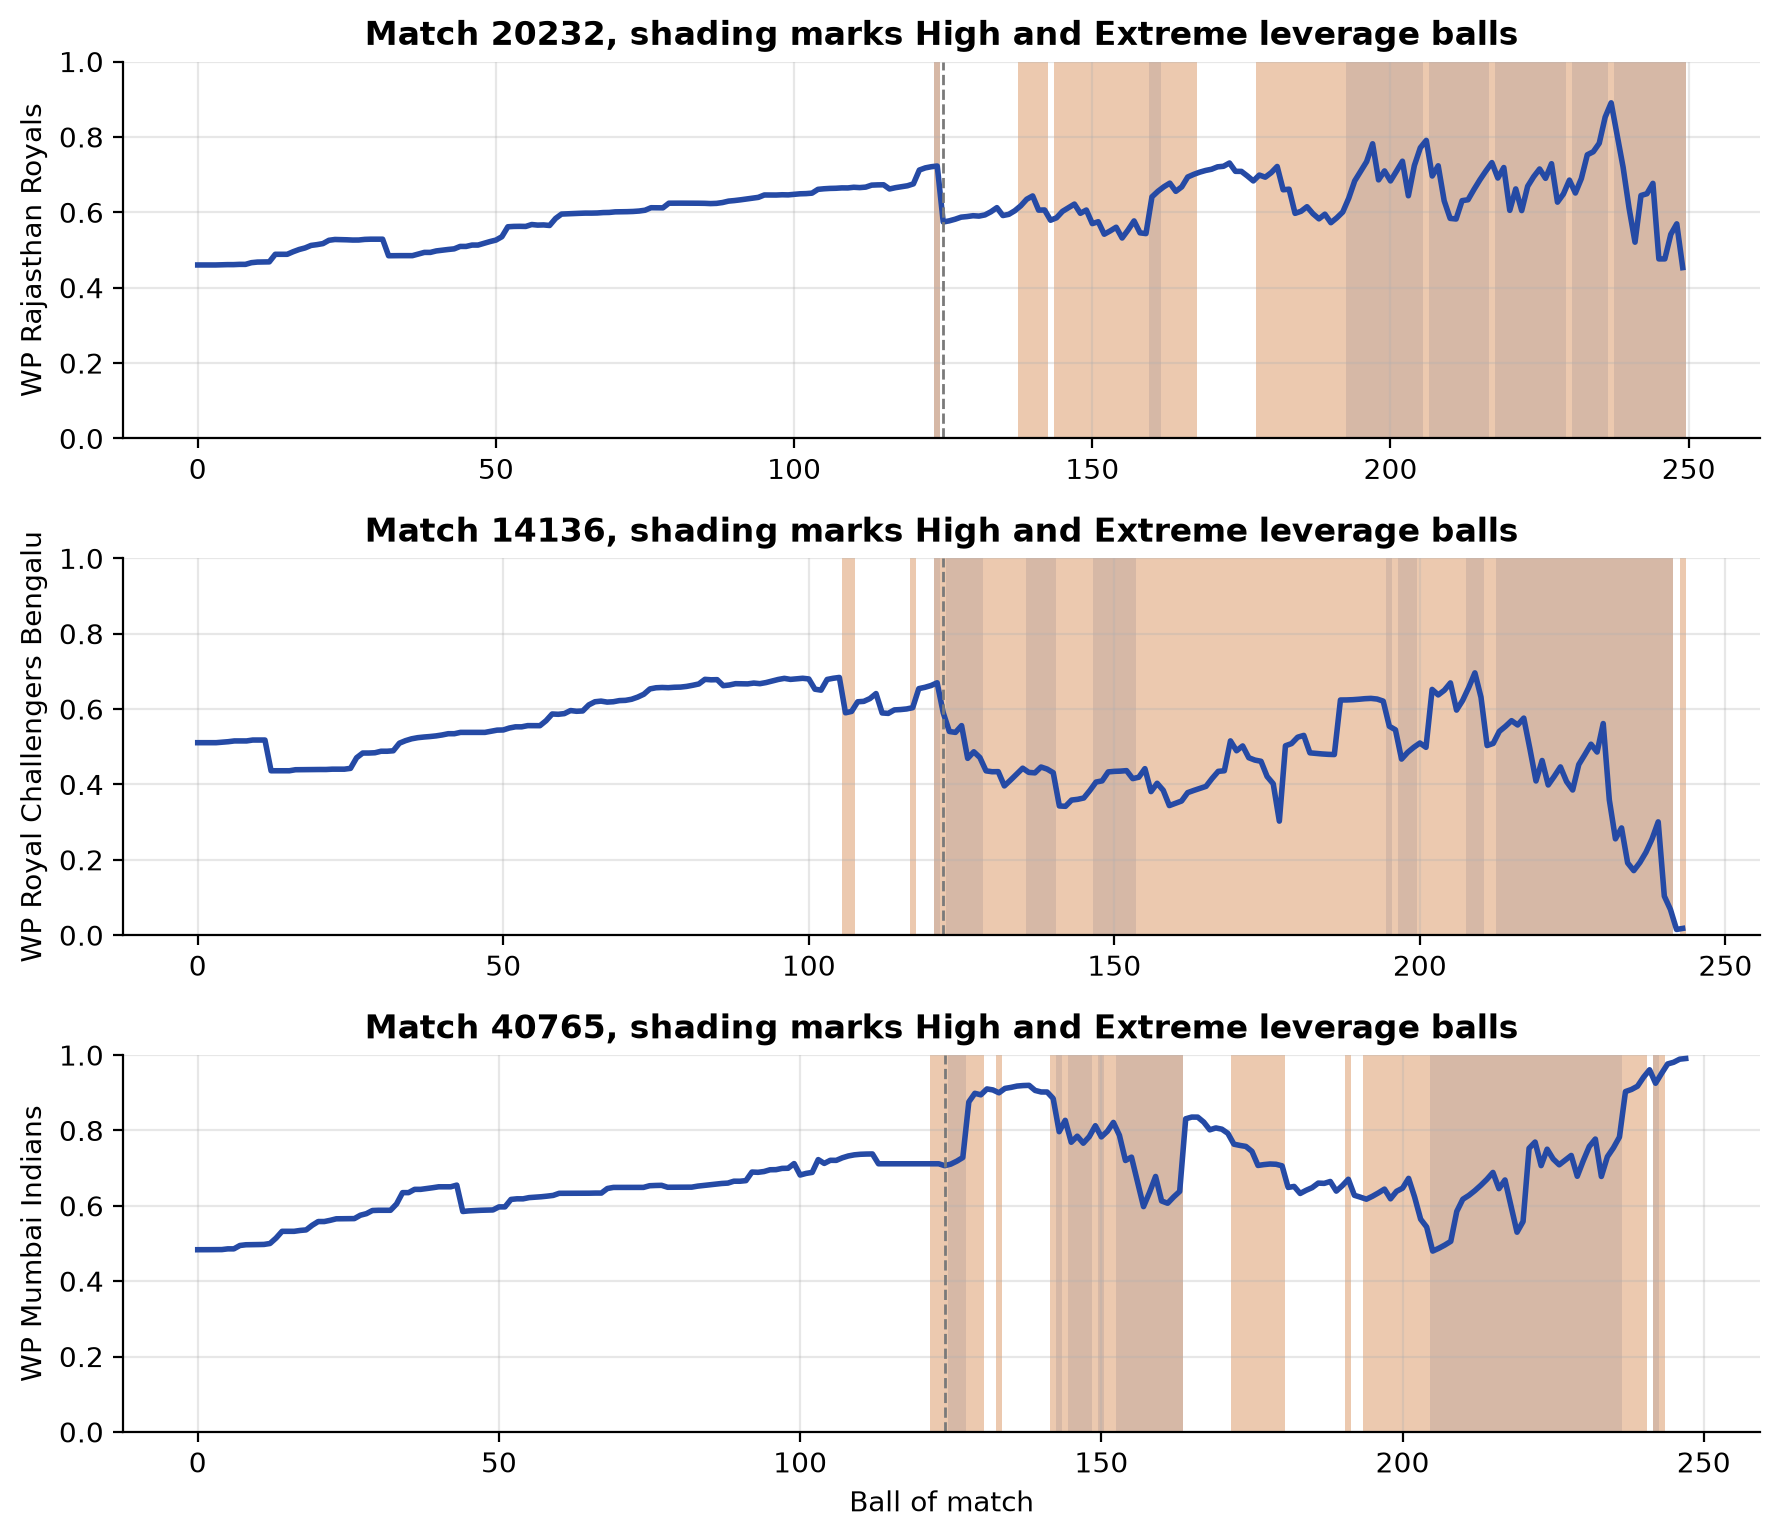 Match 20232, shading marks High and Extreme leverage balls
WP Rajasthan Royals
1.0
0.8
0.6
0.4
0.2
0.0
0 50 100 150 200 250
Match 14136, shading marks High and Extreme leverage balls
WP Royal Challengers Bengalu
1.0
0.8
0.6
0.4
0.2
0.0
0 50 100 150 200 250
Match 40765, shading marks High and Extreme leverage balls
WP Mumbai Indians
1.0
0.8
0.6
0.4
0.2
0.0
0 50 100 150 200 250
Ball of match